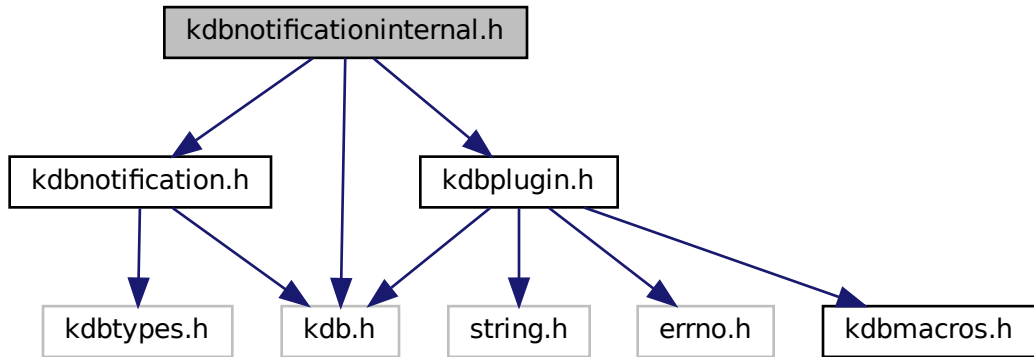 kdbnotificationinternal.h
kdbnotification.h
kdbplugin.h
kdbtypes.h
kdb.h
string.h
errno.h
kdbmacros.h